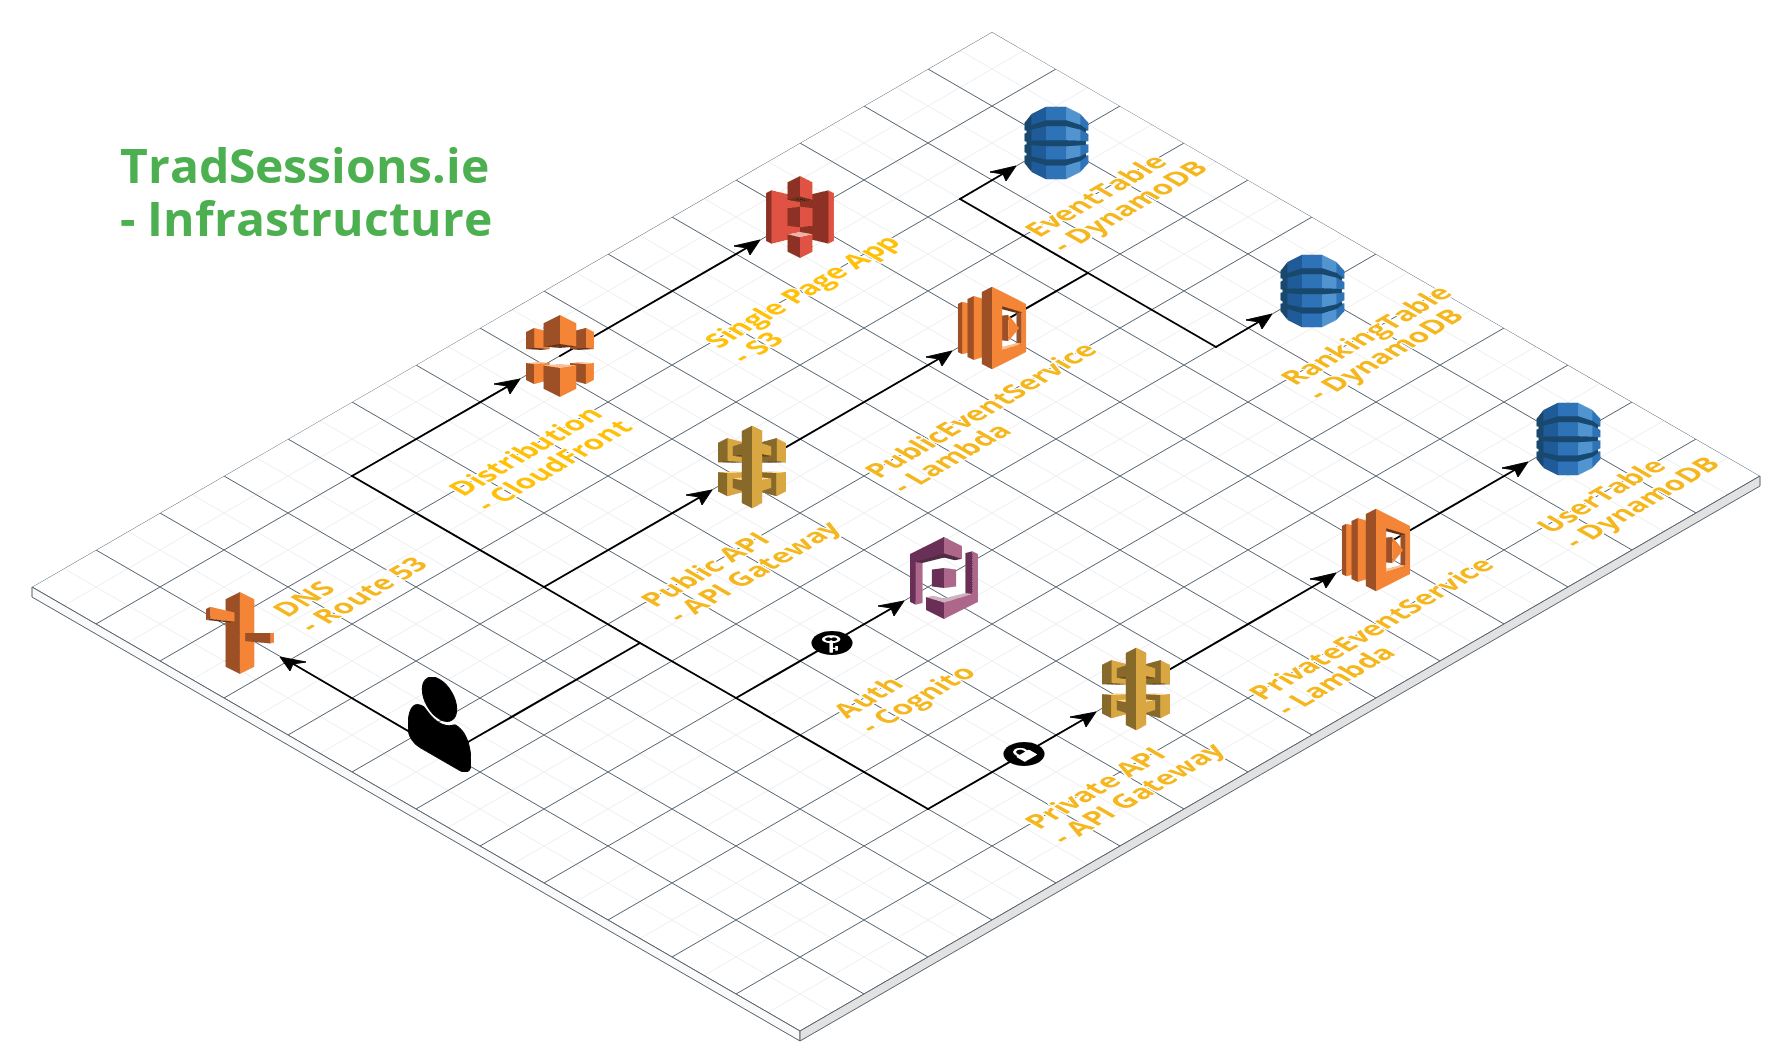 TradSessions.ie
- Infrastructure
EventTable
- DynamoDB
Single Page App
- S3
RankingTable
- DynamoDB
PublicEventService
- Lambda
Distribution
- CloudFront
UserTable
- DynamoDB
Public API
- API Gateway
DNS
- Route 53
PrivateEventService
- Lambda
Auth
- Cognito
Private API
- API Gateway